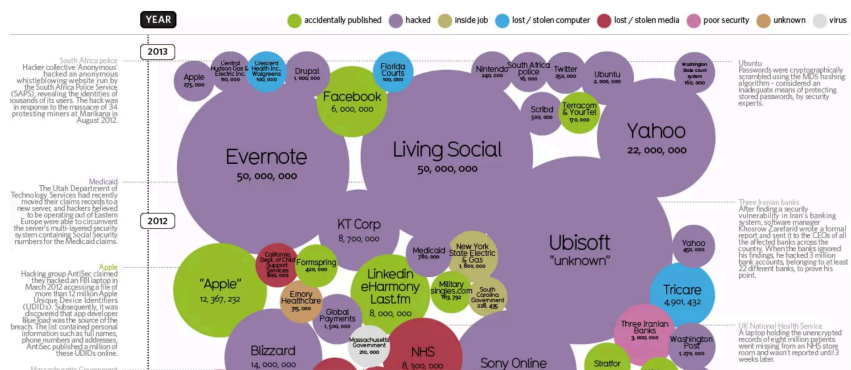 YEAR
accidentally published
hacked
inside job
lost / stolen computer
lost / stolen media
poor security
unknown
virus
2013
South Africa police
Hacker collective 'Anonymous'
hacked an anonymous
whistleblowing website run by
the South Africa Police Service
(SAPS), revealing the identities of
thousands of its users. The hack was
in response to the massacre of 34
protesting miners at Marikana in
August 2012.
Apple
275, 000
Central
Hudson Gas &
Electric Inc.
110, 000
Crescent
Health Inc.,
Walgreens
100, 000
Drupal
1, 000, 000
Florida
Courts
100, 000
Facebook
6, 000, 000
Nintendo
240, 000
South Africa
police
16, 000
Twitter
250, 000
Ubuntu
2, 000, 000
Washington
State court
system
160, 000
Scribd
500, 000
Terracom
& YourTel
170, 000
Yahoo
22, 000, 000
Evernote
50, 000, 000
Living Social
50, 000, 000
Ubuntu
Passwords were cryptographically
scrambled using the MD5 hashing
algorithm - considered an
inadequate means of protecting
stored passwords, by security
experts.
Medicaid
The Utah Department of
Technology Services had recently
moved their claims records to a
new server, and hackers believed
to be operating out of Eastern
Europe were able to circumvent
the server's multi-layered security
system containing Social Security
numbers for the Medicaid claims.
2012
KT Corp
8, 700, 000
Medicaid
780, 000
New York
State Electric
& Gas
1, 800, 000
Ubisoft
"unknown"
Yahoo
450, 000
Three Iranian banks
After finding a security
vulnerability in Iran's banking
system, software manager
Khosrow Zarefarid wrote a formal
report and sent it to the CEOs of all
the affected banks across the
country. When the banks ignored
his findings, he hacked 3 million
bank accounts, belonging to at least
22 different banks, to prove his
point.
Apple
Hacking group AntiSec claimed
they hacked an FBI laptop in
March 2012 accessing a file of
more than 12 million Apple
Unique Device Identifiers
(UDIDs). Subsequently, it was
discovered that app developer
BlueToad was the source of the
breach. The list contained personal
information such as full names,
phone numbers and addresses,
AntiSec published a million of
these UDIDs online.
"Apple"
12, 367, 232
California
Dept. of Child
Support
Services
800, 000
Formspring
420, 000
Emory
Healthcare
315, 000
Linkedin
eHarmony
Last.fm
8, 000, 000
Military
singles.com
163, 792
South
Carolina
Government
228, 435
Tricare
4,901, 432
Global
Payments
1, 500, 000
Massachusetts
Government
210, 000
Three Iranian
Banks
3, 000, 000
Washington
Post
1, 270, 000
UK National Health Service
A laptop holding the unencrypted
records of eight million patients
went missing from an NHS store
room and wasn't reported until 3
weeks later.
Blizzard
14, 000, 000
NHS
8, 300, 000
Sony Online
Stratfor
Massachusetts Government